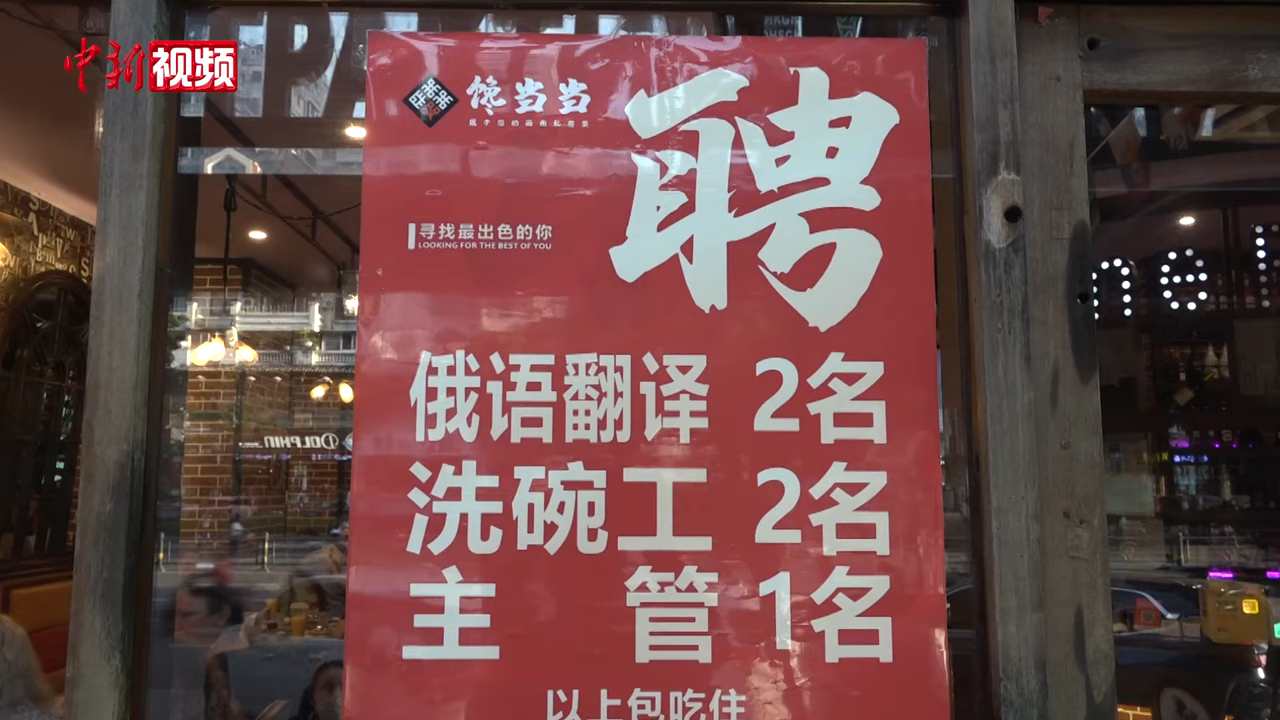 中新视频
馋当当
聘
寻找最出色的你
LOOKING FOR THE BEST OF YOU
俄语翻译 2名
洗碗工 2名
主 管 1名
以上包吃住
DOLPHIN